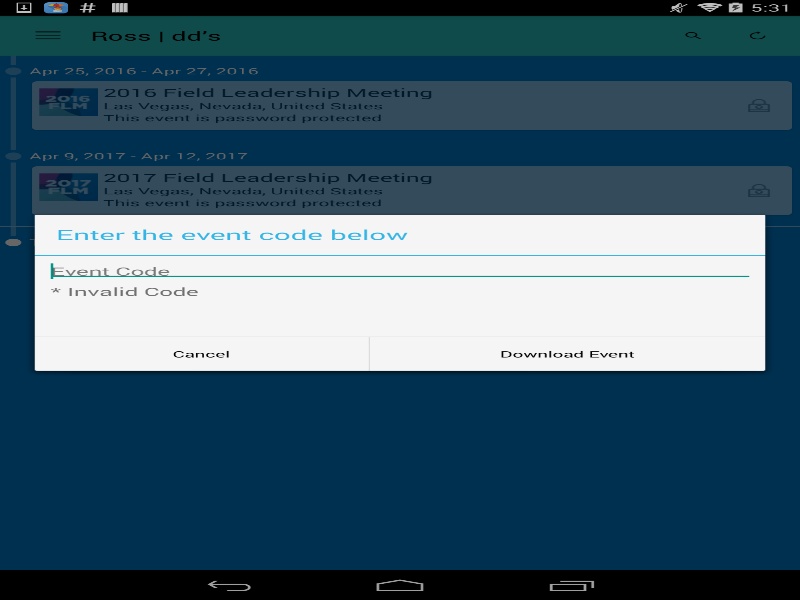 5:31
Ross | dd's
Apr 25, 2016 - Apr 27, 2016
2016 FLM
2016 Field Leadership Meeting
Las Vegas, Nevada, United States
This event is password protected
Apr 9, 2017 - Apr 12, 2017
2017 FLM
2017 Field Leadership Meeting
Las Vegas, Nevada, United States
This event is password protected
Enter the event code below
Event Code
* Invalid Code
Cancel
Download Event